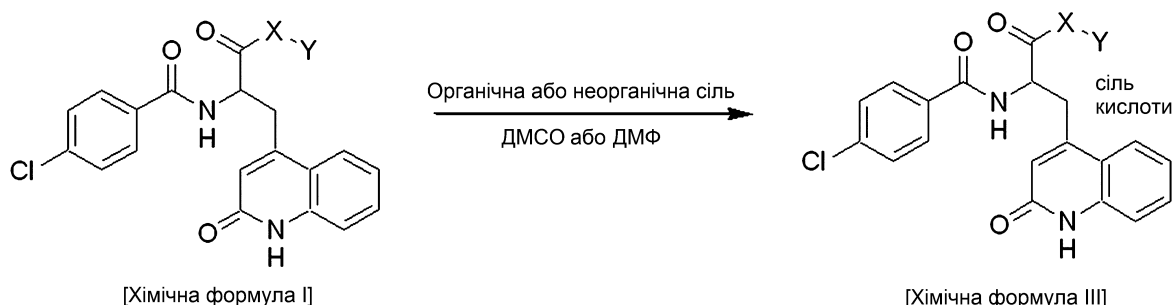 O X Y
O
N
H
Cl
O N
H
Органічна або неорганічна сіль
ДМСО або ДМФ
O X Y
O
N
H
Cl
O N
H
сіль
кислоти
[Хімічна формула I]
[Хімічна формула III]